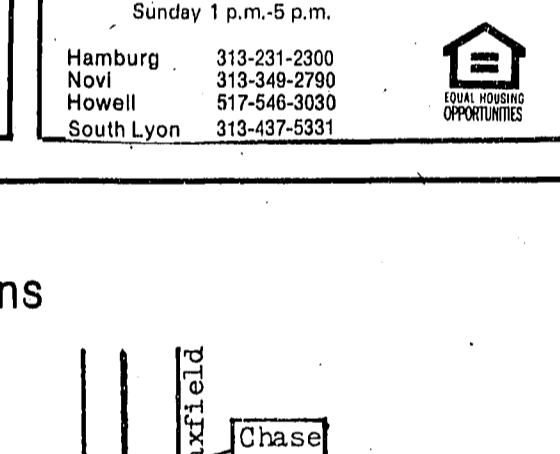 Sunday 1 p.m.-5 p.m.
Hamburg 313-231-2300
Novi 313-349-2790
Howell 517-546-3030
South Lyon 313-437-5331
EQUAL HOUSING
OPPORTUNITIES
ns
axfield
Chase